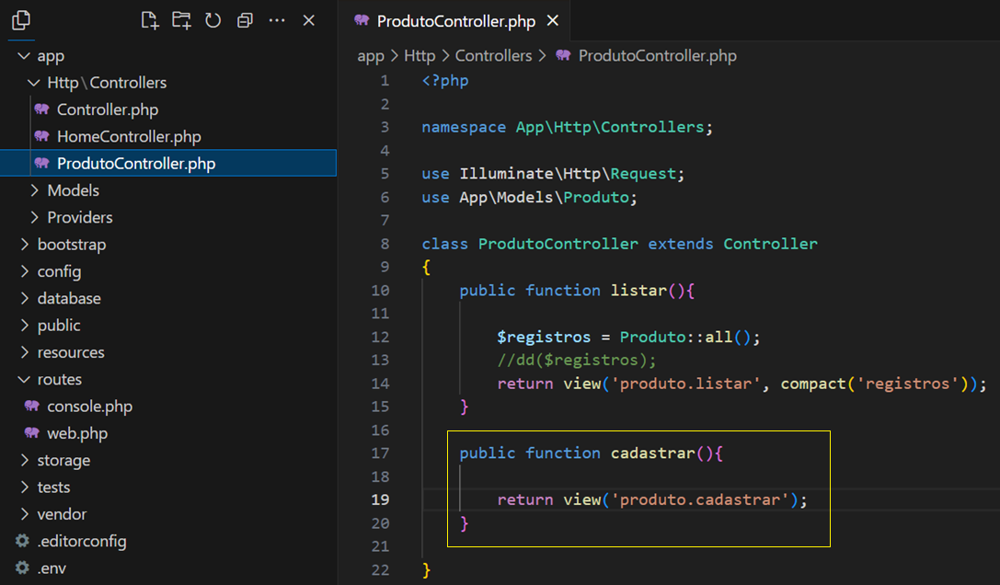 app
Http\Controllers
Controller.php
HomeController.php
ProdutoController.php
Models
Providers
bootstrap
config
database
public
resources
routes
console.php
web.php
storage
tests
vendor
.editorconfig
.env
ProdutoController.php
app > Http > Controllers > ProdutoController.php
1 <?php
2
3 namespace App\Http\Controllers;
4
5 use Illuminate\Http\Request;
6 use App\Models\Produto;
7
8 class ProdutoController extends Controller
9 {
10 public function listar(){
11
12 $registros = Produto::all();
13 //dd($registros);
14 return view('produto.listar', compact('registros'));
15 }
16
17 public function cadastrar(){
18
19 return view('produto.cadastrar');
20 }
21
22 }